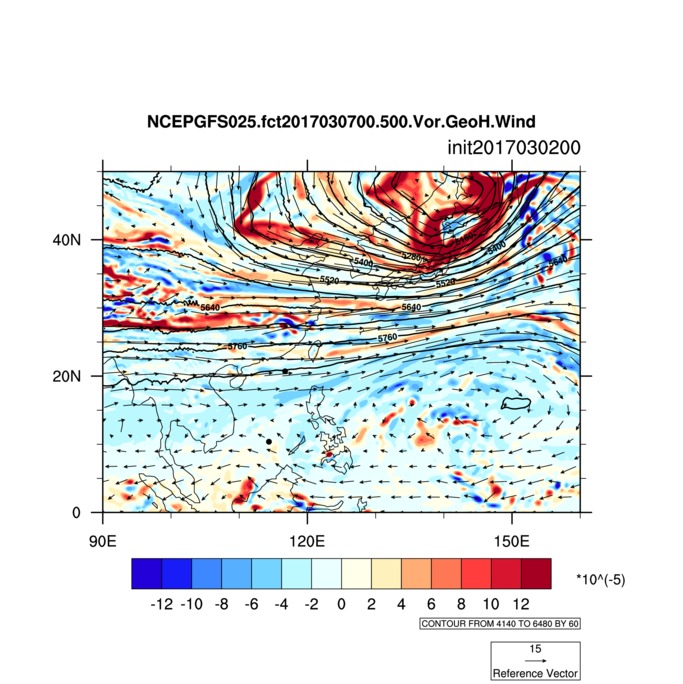 NCEPGFS025.fct2017030700.500.Vor.GeoH.Wind
init2017030200
40N
20N
0
5280
5400
5400
5520
5520
5640
5640
5640
5760
5760
90E 120E 150E
-12 -10 -8 -6 -4 -2 0 2 4 6 8 10 12
*10^(-5)
CONTOUR FROM 4140 TO 6480 BY 60
15
Reference Vector